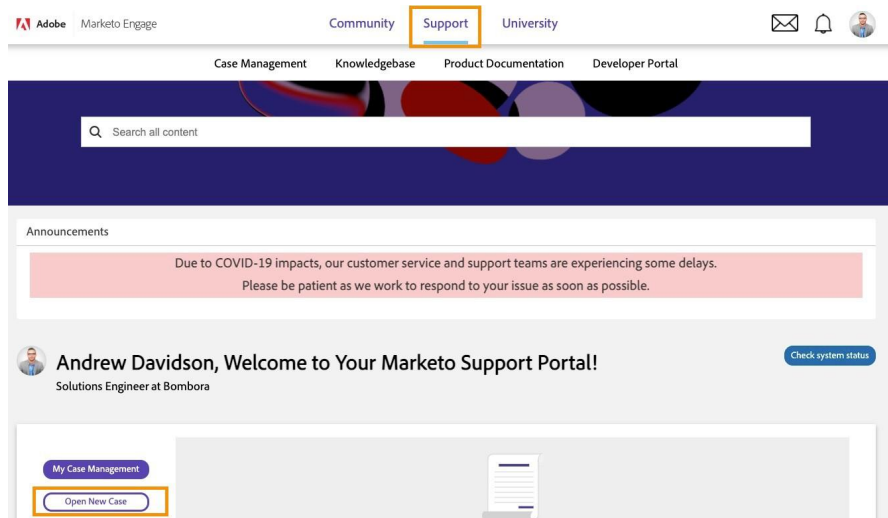 Adobe Marketo Engage Community Support University
Case Management Knowledgebase Product Documentation Developer Portal
Search all content
Announcements
Due to COVID-19 impacts, our customer service and support teams are experiencing some delays.
Please be patient as we work to respond to your issue as soon as possible.
Andrew Davidson, Welcome to Your Marketo Support Portal!
Check system status
Solutions Engineer at Bombora
My Case Management
Open New Case